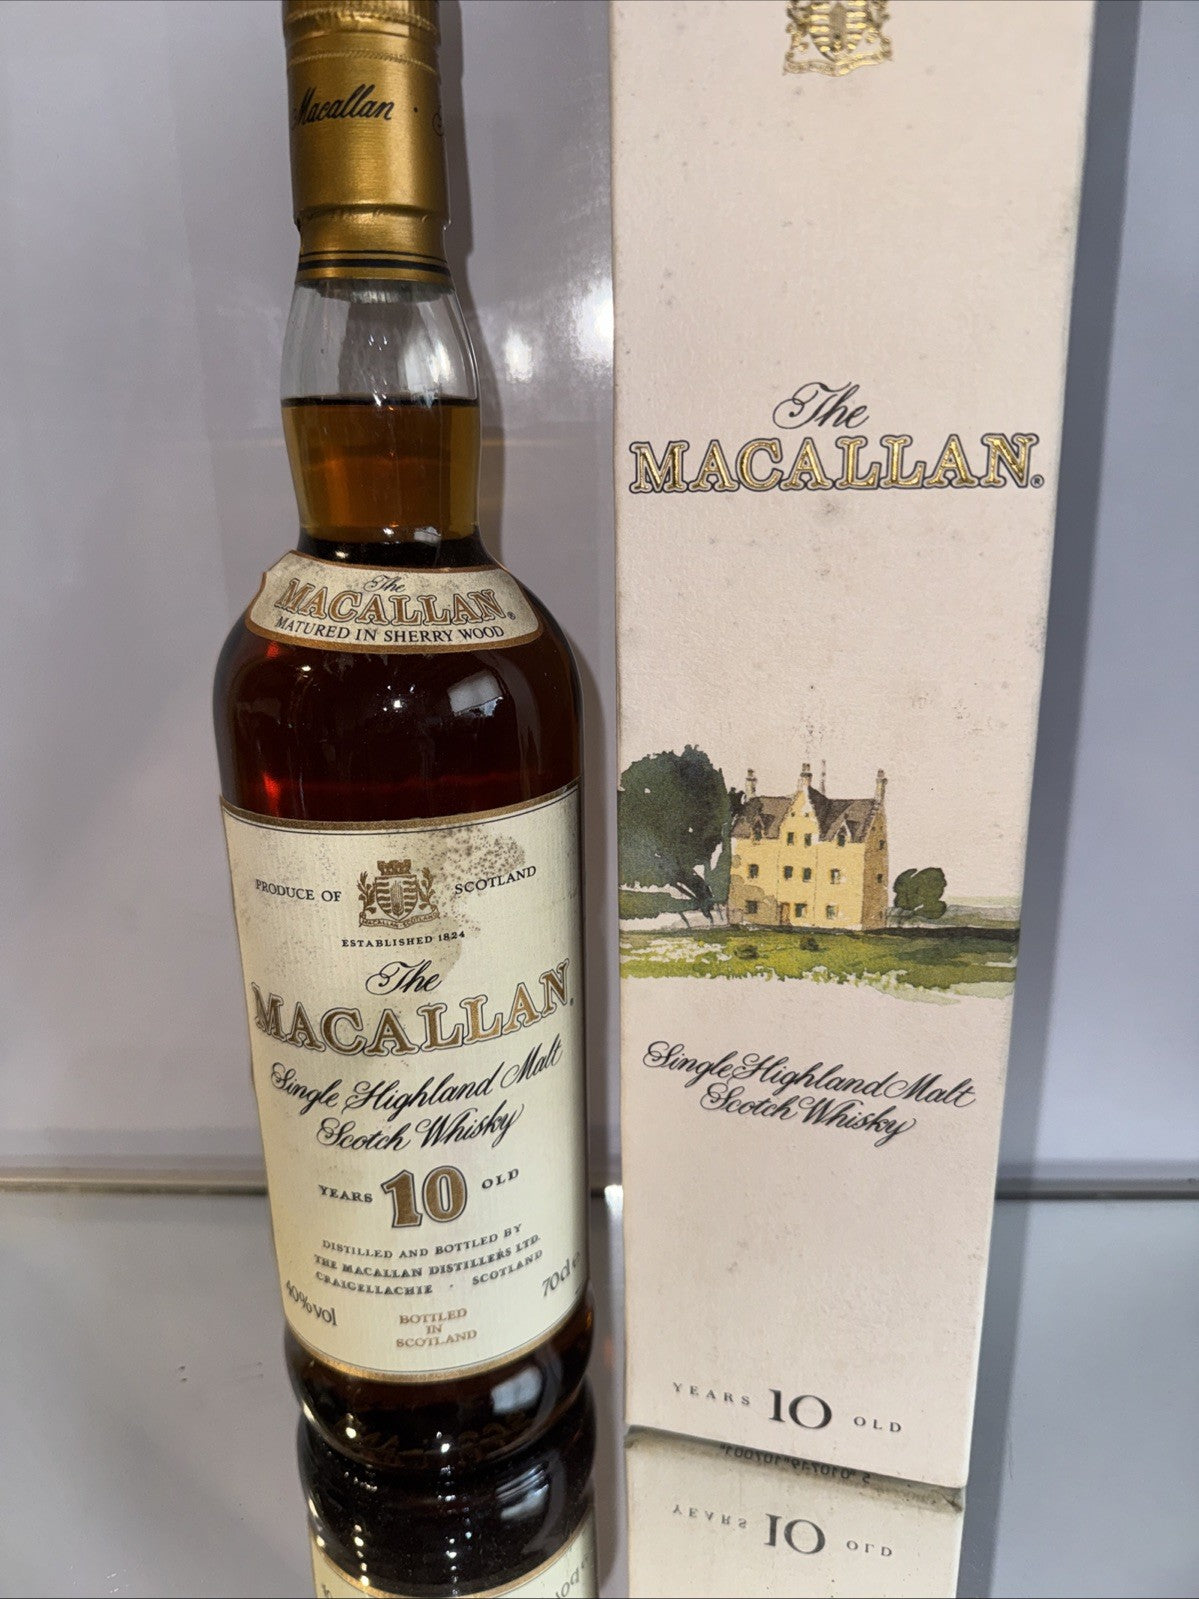 Macallan
The
MACALLAN®
MATURED IN SHERRY WOOD
PRODUCE OF SCOTLAND
ESTABLISHED 1824
The
MACALLAN.
Single Highland Malt
Scotch Whisky
YEARS 10 OLD
DISTILLED AND BOTTLED BY
THE MACALLAN DISTILLERS LTD.
CRAIGELLACHIE · SCOTLAND
40%vol 70cl e
BOTTLED
IN
SCOTLAND
The
MACALLAN®
Single Highland Malt
Scotch Whisky
YEARS 10 OLD